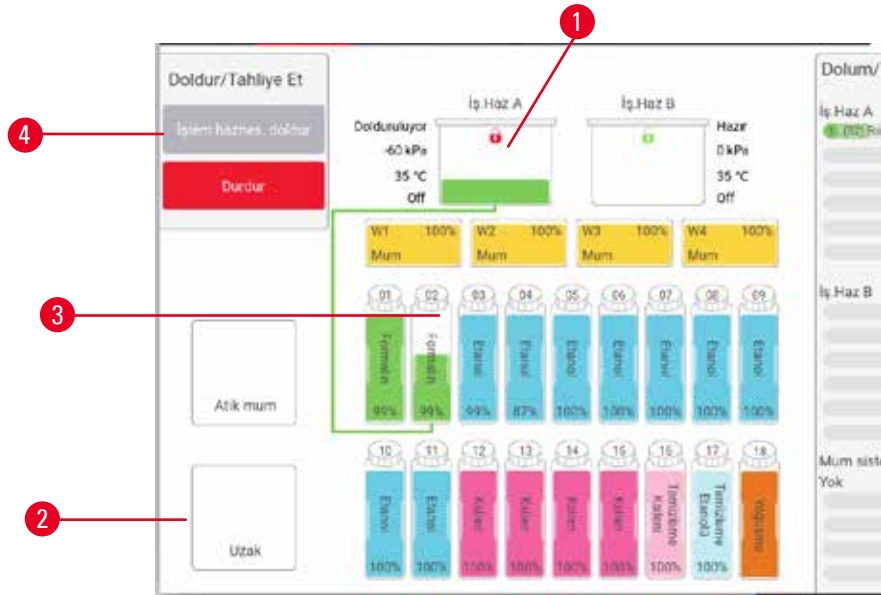 1
Doldur/Tahliye Et
Dolum/
4
İşlem haznes. doldur
Durdur
İş.Haz A
İş.Haz B
Dolduruluyor
-60 kPa
35 °C
Off
Hazır
0 kPa
35 °C
Off
İş.Haz A
W1 100% Mum
W2 100% Mum
W3 100% Mum
W4 100% Mum
3
01 02 03 04 05 06 07 08 09
Formalin Formalin Etanol Etanol Etanol Etanol Etanol Etanol Etanol
99% 99% 99% 87% 100% 100% 100% 100% 100%
İş.Haz B
Atık mum
10 11 12 13 14 15 16 17 18
Etanol Etanol Ksilen Ksilen Ksilen Ksilen Temizleme Ksileni Temizleme Etanolü Yoğuşma
100% 100% 100% 100% 100% 100% 100% 100%
Mum siste
Yok
2
Uzak